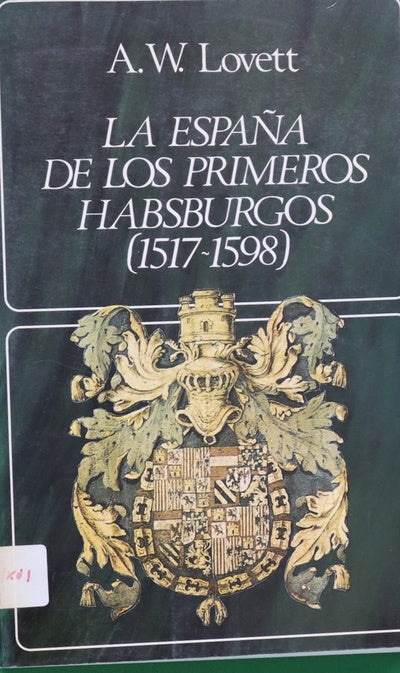 A. W. Lovett
LA ESPAÑA
DE LOS PRIMEROS
HABSBURGOS
(1517-1598)